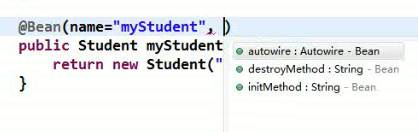 @Bean(name="myStudent", )
public Student myStudent
return new Student("
}
autowire : Autowire - Bean
destroyMethod : String - Bean
initMethod : String - Bean